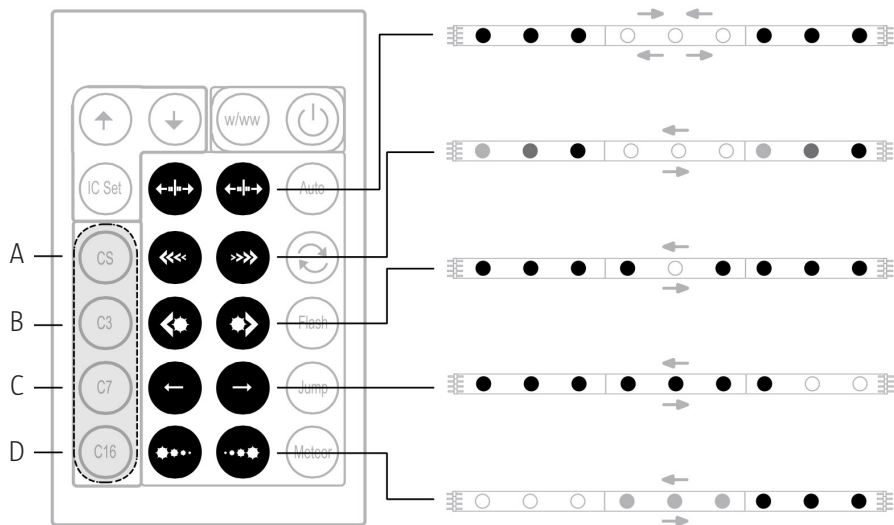 w/ww
IC Set
Auto
A
CS
B
C3
Flash
C
C7
Jump
D
C16
Meteor